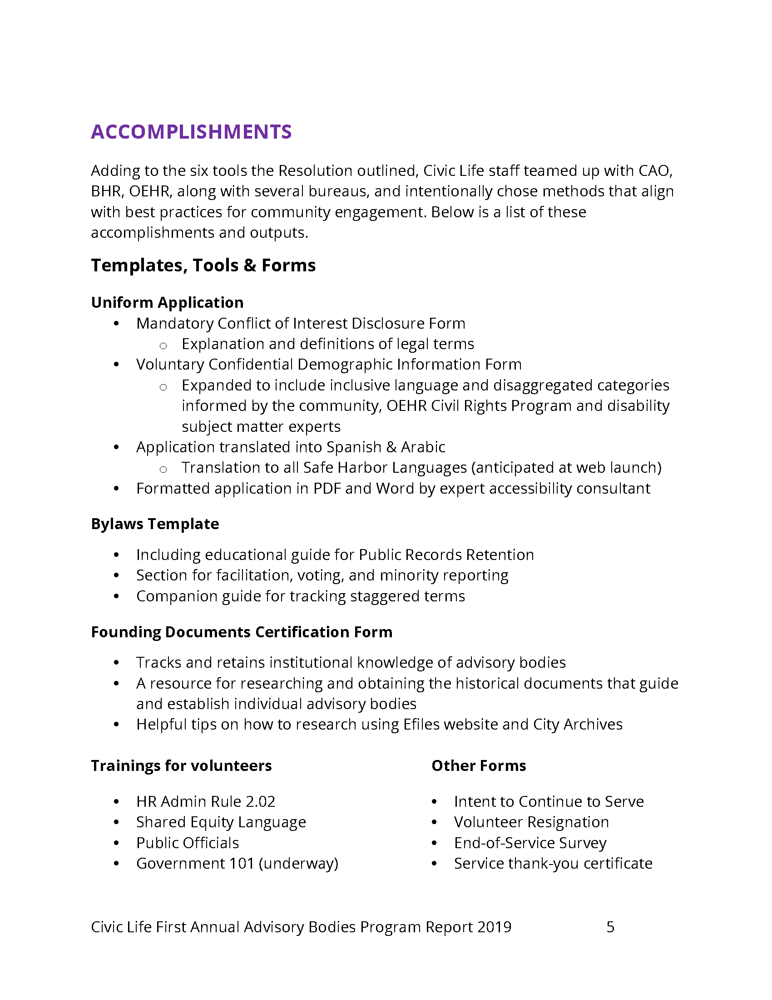 ACCOMPLISHMENTS
Adding to the six tools the Resolution outlined, Civic Life staff teamed up with CAO,
BHR, OEHR, along with several bureaus, and intentionally chose methods that align
with best practices for community engagement. Below is a list of these
accomplishments and outputs.
Templates, Tools & Forms
Uniform Application
• Mandatory Conflict of Interest Disclosure Form
o Explanation and definitions of legal terms
• Voluntary Confidential Demographic Information Form
o Expanded to include inclusive language and disaggregated categories
informed by the community, OEHR Civil Rights Program and disability
subject matter experts
• Application translated into Spanish & Arabic
o Translation to all Safe Harbor Languages (anticipated at web launch)
• Formatted application in PDF and Word by expert accessibility consultant
Bylaws Template
• Including educational guide for Public Records Retention
• Section for facilitation, voting, and minority reporting
• Companion guide for tracking staggered terms
Founding Documents Certification Form
• Tracks and retains institutional knowledge of advisory bodies
• A resource for researching and obtaining the historical documents that guide
and establish individual advisory bodies
• Helpful tips on how to research using Efiles website and City Archives
Trainings for volunteers
• HR Admin Rule 2.02
• Shared Equity Language
• Public Officials
• Government 101 (underway)
Other Forms
• Intent to Continue to Serve
• Volunteer Resignation
• End-of-Service Survey
• Service thank-you certificate
Civic Life First Annual Advisory Bodies Program Report 2019 5